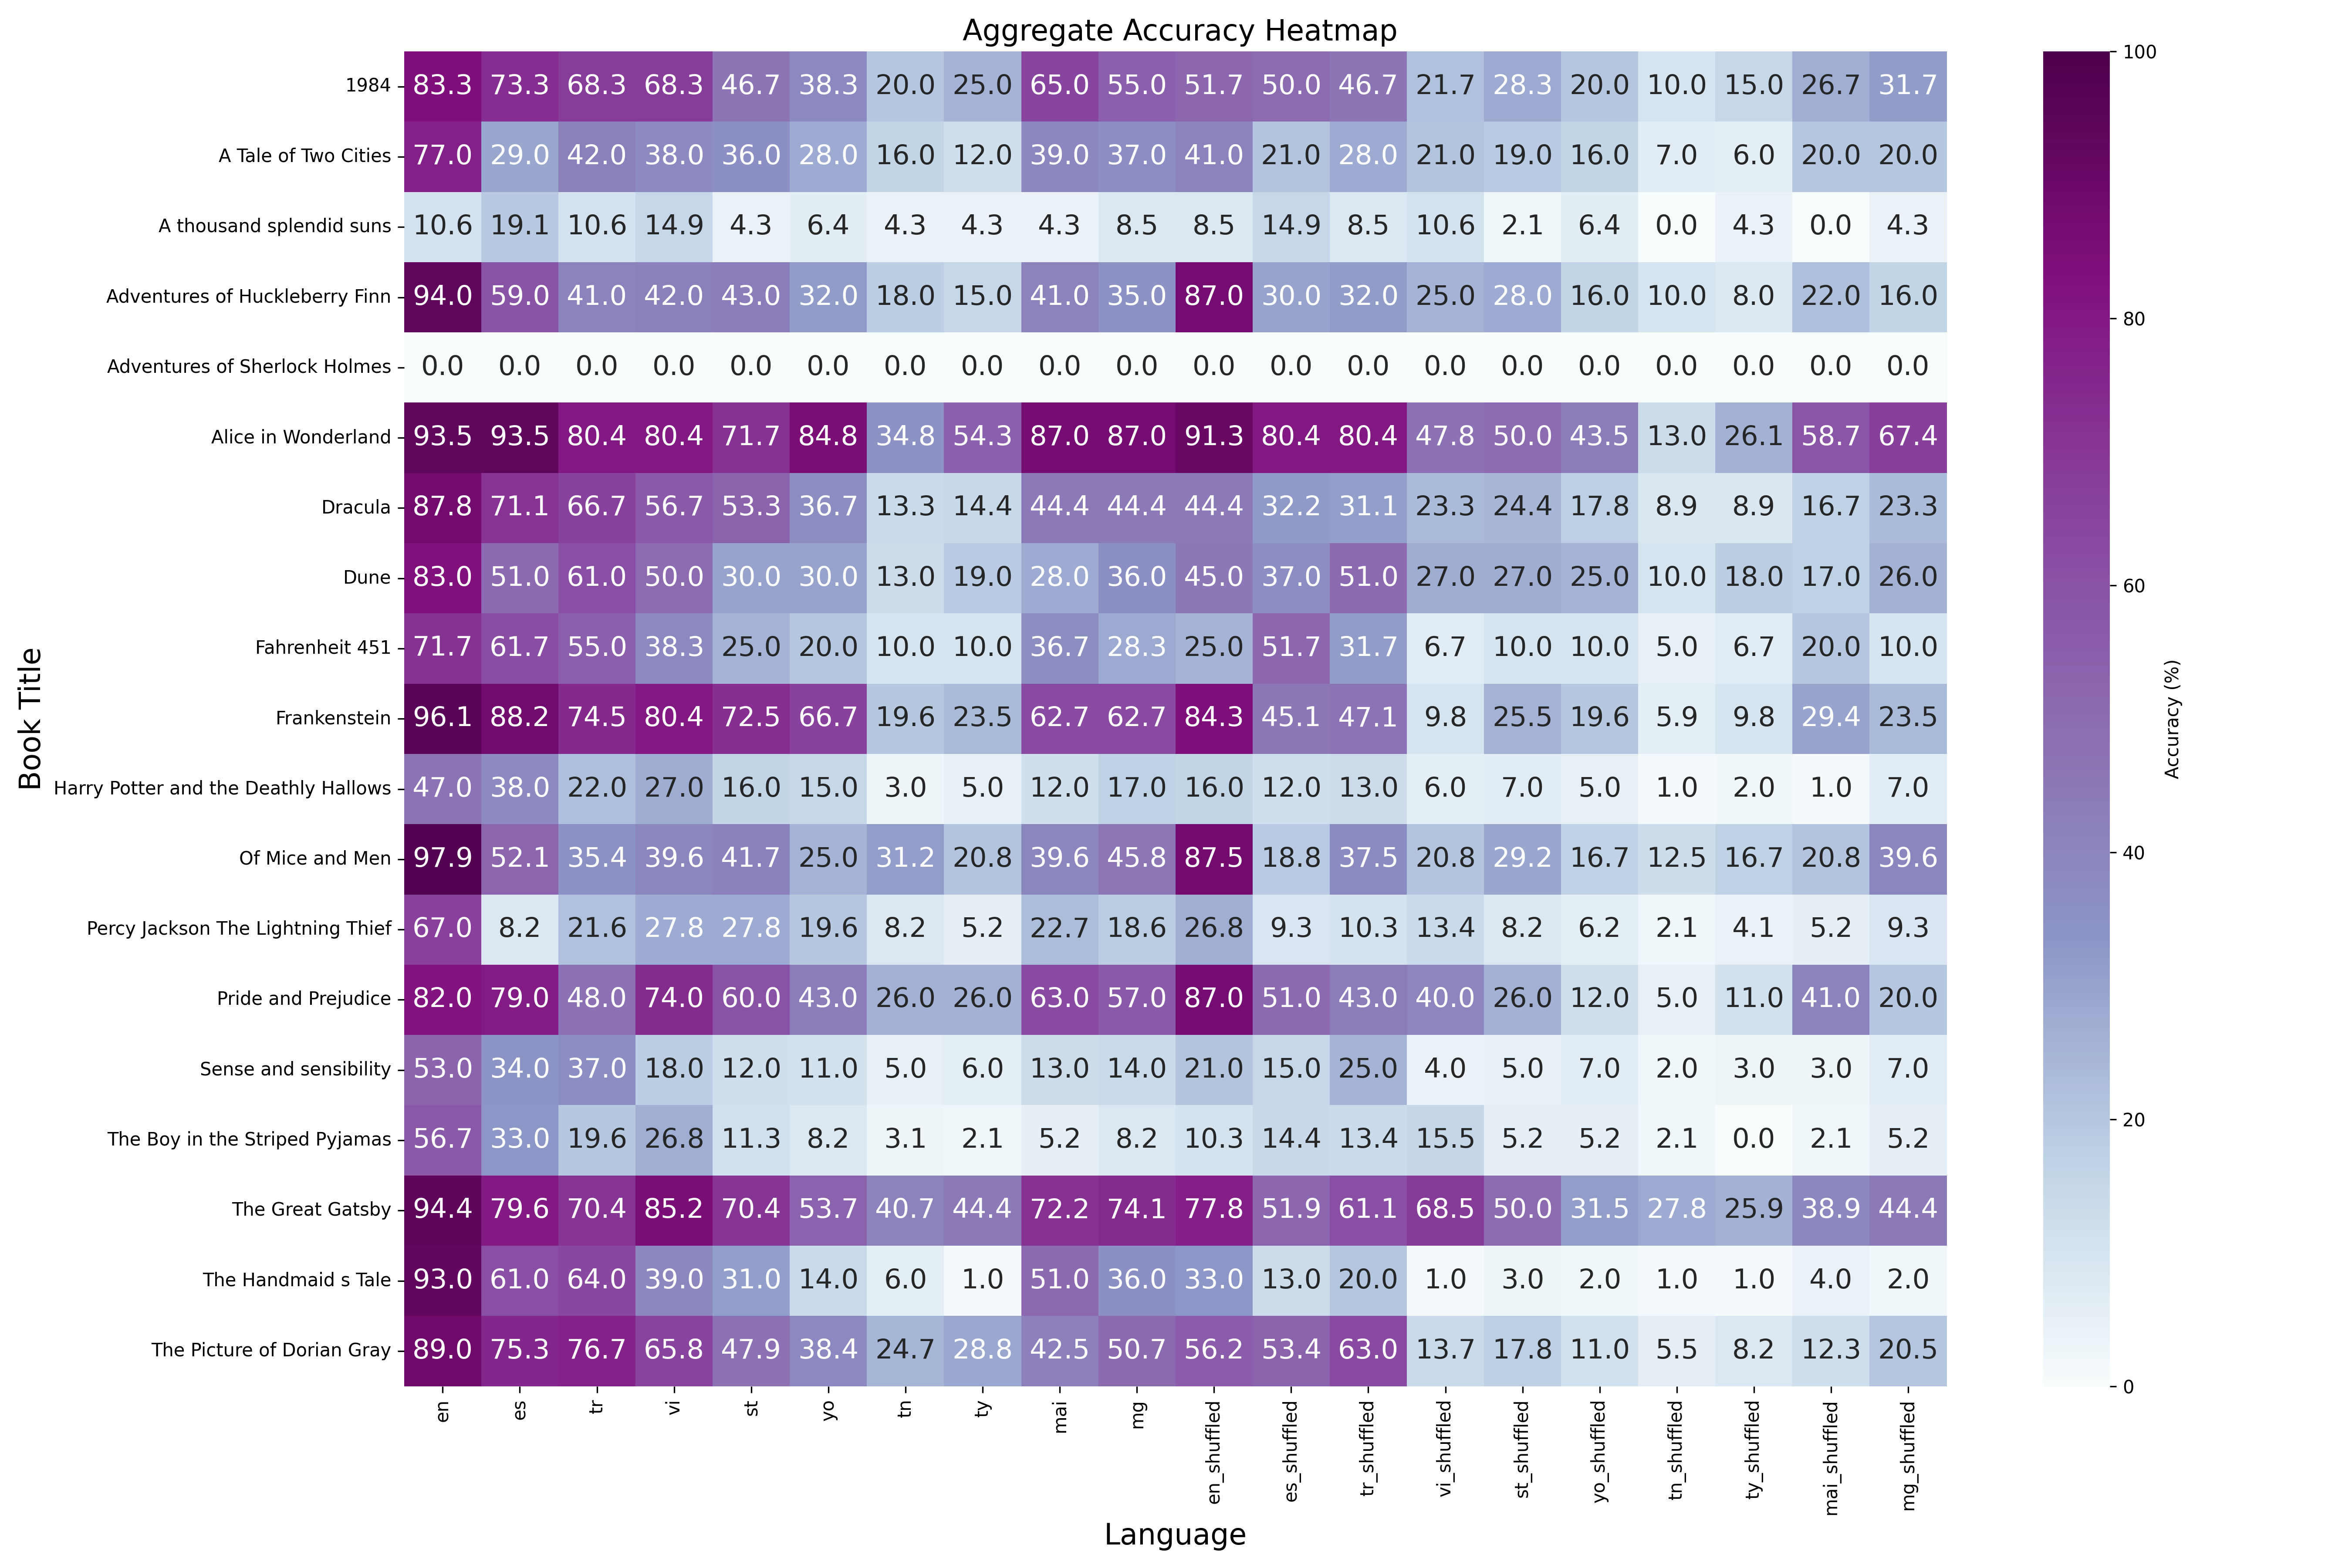 Aggregate Accuracy Heatmap
1984 83.3 73.3 68.3 68.3 46.7 38.3 20.0 25.0 65.0 55.0 51.7 50.0 46.7 21.7 28.3 20.0 10.0 15.0 26.7 31.7
A Tale of Two Cities 77.0 29.0 42.0 38.0 36.0 28.0 16.0 12.0 39.0 37.0 41.0 21.0 28.0 21.0 19.0 16.0 7.0 6.0 20.0 20.0
A thousand splendid suns 10.6 19.1 10.6 14.9 4.3 6.4 4.3 4.3 4.3 8.5 8.5 14.9 8.5 10.6 2.1 6.4 0.0 4.3 0.0 4.3
Adventures of Huckleberry Finn 94.0 59.0 41.0 42.0 43.0 32.0 18.0 15.0 41.0 35.0 87.0 30.0 32.0 25.0 28.0 16.0 10.0 8.0 22.0 16.0
Adventures of Sherlock Holmes 0.0 0.0 0.0 0.0 0.0 0.0 0.0 0.0 0.0 0.0 0.0 0.0 0.0 0.0 0.0 0.0 0.0 0.0 0.0 0.0
Alice in Wonderland 93.5 93.5 80.4 80.4 71.7 84.8 34.8 54.3 87.0 87.0 91.3 80.4 80.4 47.8 50.0 43.5 13.0 26.1 58.7 67.4
Dracula 87.8 71.1 66.7 56.7 53.3 36.7 13.3 14.4 44.4 44.4 44.4 32.2 31.1 23.3 24.4 17.8 8.9 8.9 16.7 23.3
Dune 83.0 51.0 61.0 50.0 30.0 30.0 13.0 19.0 28.0 36.0 45.0 37.0 51.0 27.0 27.0 25.0 10.0 18.0 17.0 26.0
Fahrenheit 451 71.7 61.7 55.0 38.3 25.0 20.0 10.0 10.0 36.7 28.3 25.0 51.7 31.7 6.7 10.0 10.0 5.0 6.7 20.0 10.0
Frankenstein 96.1 88.2 74.5 80.4 72.5 66.7 19.6 23.5 62.7 62.7 84.3 45.1 47.1 9.8 25.5 19.6 5.9 9.8 29.4 23.5
Harry Potter and the Deathly Hallows 47.0 38.0 22.0 27.0 16.0 15.0 3.0 5.0 12.0 17.0 16.0 12.0 13.0 6.0 7.0 5.0 1.0 2.0 1.0 7.0
Of Mice and Men 97.9 52.1 35.4 39.6 41.7 25.0 31.2 20.8 39.6 45.8 87.5 18.8 37.5 20.8 29.2 16.7 12.5 16.7 20.8 39.6
Percy Jackson The Lightning Thief 67.0 8.2 21.6 27.8 27.8 19.6 8.2 5.2 22.7 18.6 26.8 9.3 10.3 13.4 8.2 6.2 2.1 4.1 5.2 9.3
Pride and Prejudice 82.0 79.0 48.0 74.0 60.0 43.0 26.0 26.0 63.0 57.0 87.0 51.0 43.0 40.0 26.0 12.0 5.0 11.0 41.0 20.0
Sense and sensibility 53.0 34.0 37.0 18.0 12.0 11.0 5.0 6.0 13.0 14.0 21.0 15.0 25.0 4.0 5.0 7.0 2.0 3.0 3.0 7.0
The Boy in the Striped Pyjamas 56.7 33.0 19.6 26.8 11.3 8.2 3.1 2.1 5.2 8.2 10.3 14.4 13.4 15.5 5.2 5.2 2.1 0.0 2.1 5.2
The Great Gatsby 94.4 79.6 70.4 85.2 70.4 53.7 40.7 44.4 72.2 74.1 77.8 51.9 61.1 68.5 50.0 31.5 27.8 25.9 38.9 44.4
The Handmaid s Tale 93.0 61.0 64.0 39.0 31.0 14.0 6.0 1.0 51.0 36.0 33.0 13.0 20.0 1.0 3.0 2.0 1.0 1.0 4.0 2.0
The Picture of Dorian Gray 89.0 75.3 76.7 65.8 47.9 38.4 24.7 28.8 42.5 50.7 56.2 53.4 63.0 13.7 17.8 11.0 5.5 8.2 12.3 20.5
en es tr vi st yo tn ty mai mg en_shuffled es_shuffled tr_shuffled vi_shuffled st_shuffled yo_shuffled tn_shuffled ty_shuffled mai_shuffled mg_shuffled
Language
Book Title
100
80
60
40
20
0
Accuracy (%)